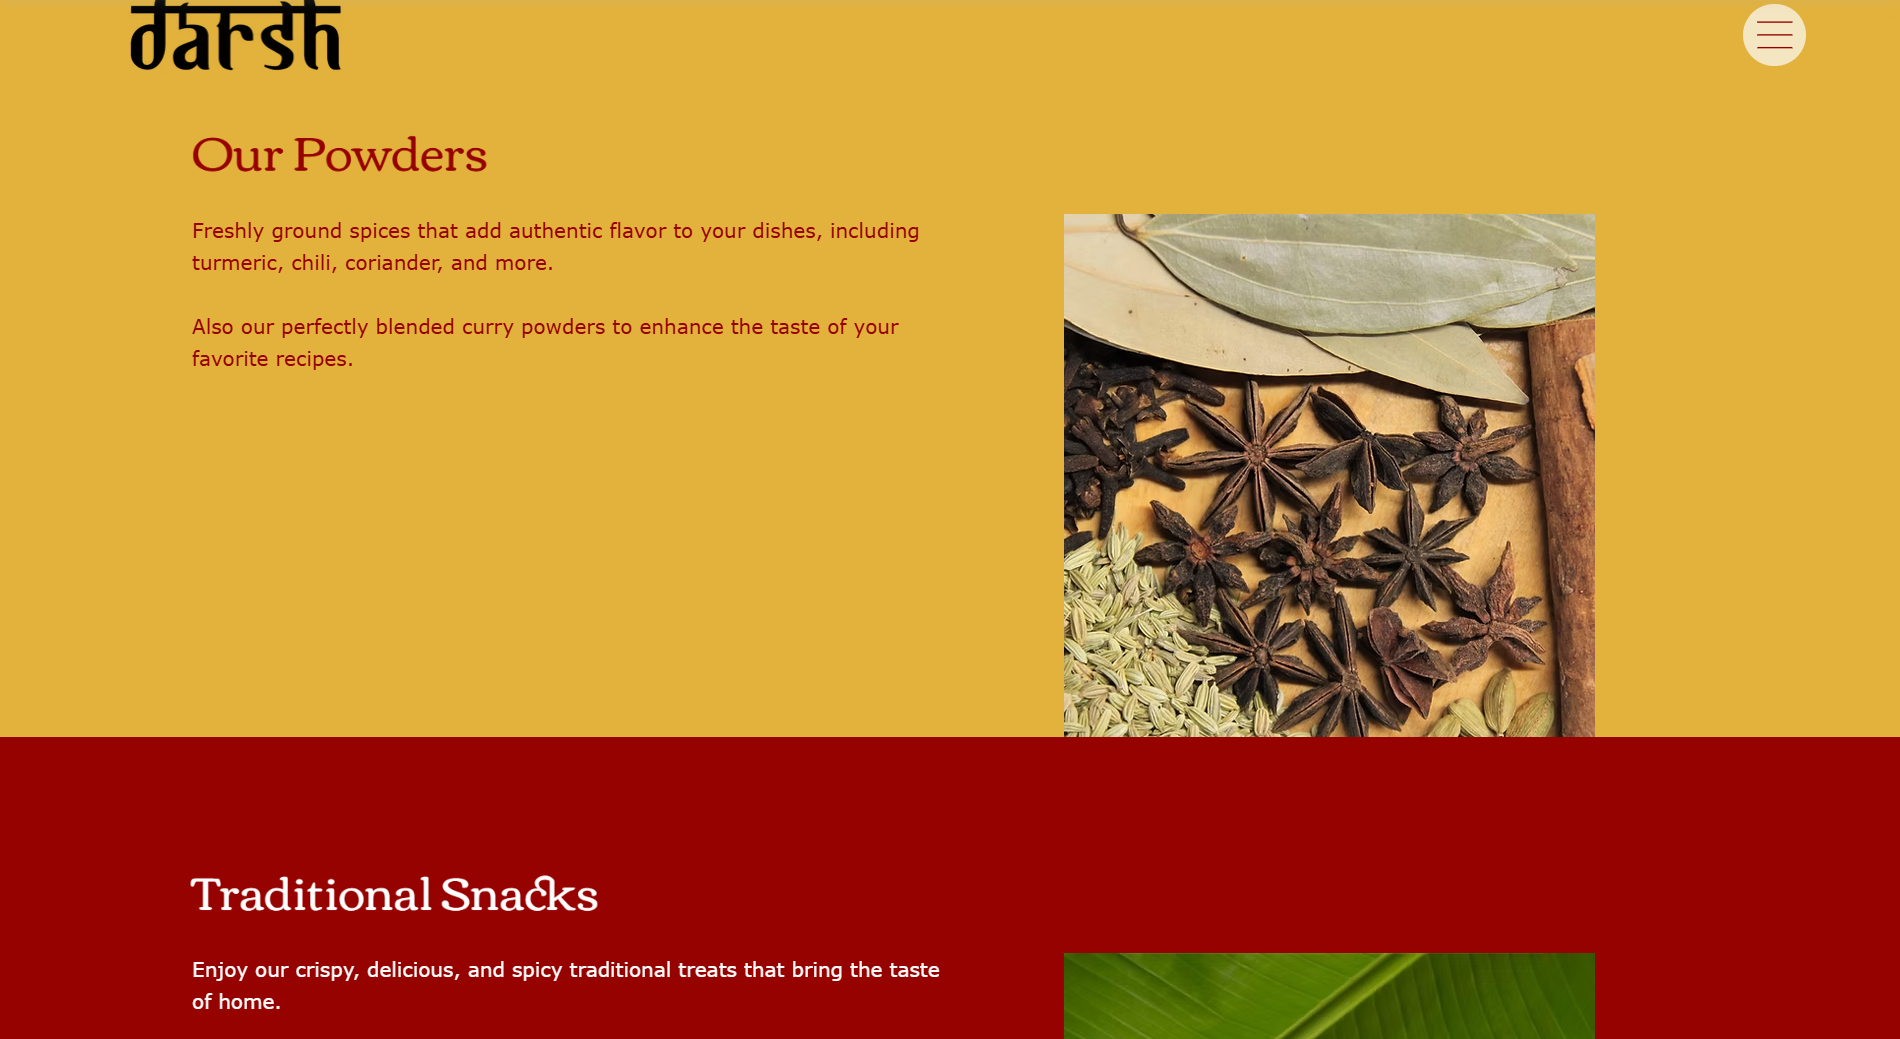 darsh
Our Powders
Freshly ground spices that add authentic flavor to your dishes, including
turmeric, chili, coriander, and more.
Also our perfectly blended curry powders to enhance the taste of your
favorite recipes.
Traditional Snacks
Enjoy our crispy, delicious, and spicy traditional treats that bring the taste
of home.